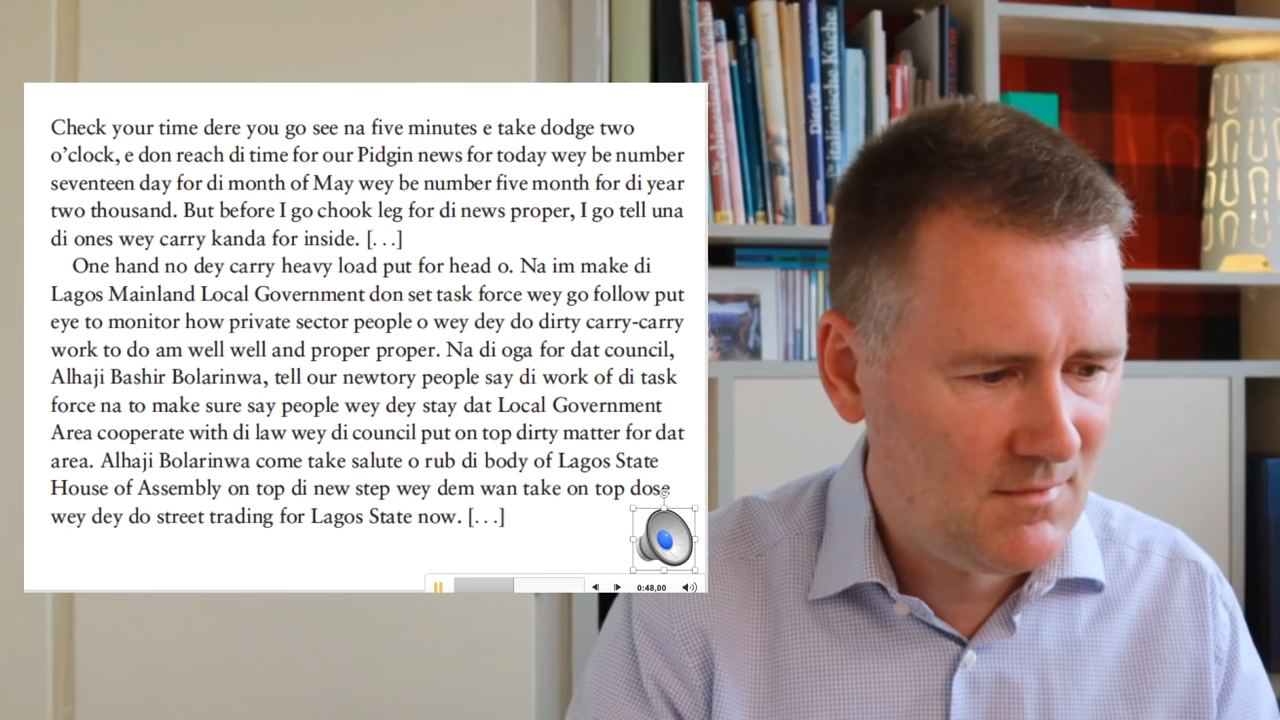 Check your time dere you go see na five minutes e take dodge two
o’clock, e don reach di time for our Pidgin news for today wey be number
seventeen day for di month of May wey be number five month for di year
two thousand. But before I go chook leg for di news proper, I go tell una
di ones wey carry kanda for inside. [. . .]
One hand no dey carry heavy load put for head o. Na im make di
Lagos Mainland Local Government don set task force wey go follow put
eye to monitor how private sector people o wey dey do dirty carry-carry
work to do am well well and proper proper. Na di oga for dat council,
Alhaji Bashir Bolarinwa, tell our newtory people say di work of di task
force na to make sure say people wey dey stay dat Local Government
Area cooperate with di law wey di council put on top dirty matter for dat
area. Alhaji Bolarinwa come take salute o rub di body of Lagos State
House of Assembly on top di new step wey dem wan take on top dose
wey dey do street trading for Lagos State now. [. . .]
0:48,00
Diercke
italienische Küche